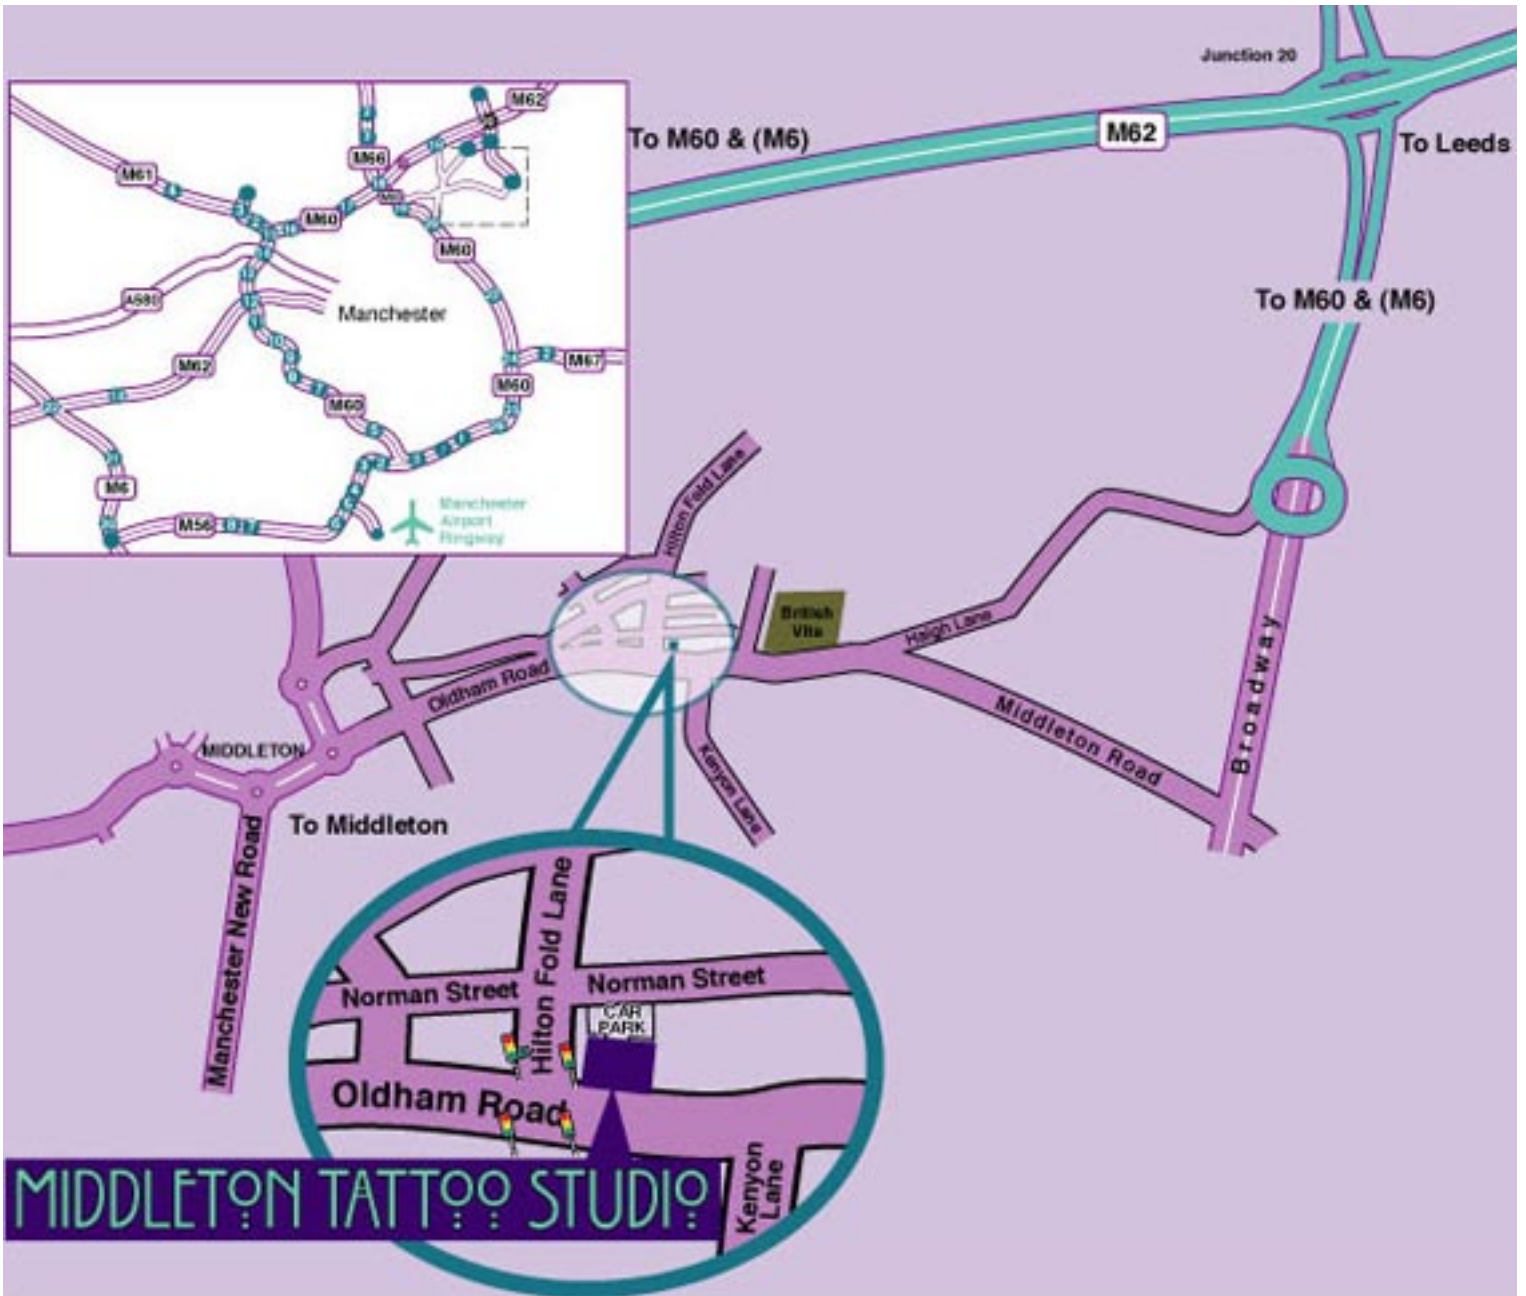 Junction 20
M62
To M60 & (M6)
M62
To Leeds
M66
M61
M60
M60
A580
Manchester
To M60 & (M6)
M62
M67
M60
M60
M6
M56
Manchester
Airport
Ringway
Hilton Fold Lane
British
Vita
Haigh Lane
Oldham Road
Middleton Road
Broadway
MIDDLETON
Kenyon Lane
To Middleton
Manchester New Road
Hilton Fold Lane
Norman Street
Norman Street
CAR
PARK
Oldham Road
Kenyon
Lane
MIDDLETON TATTOO STUDIO